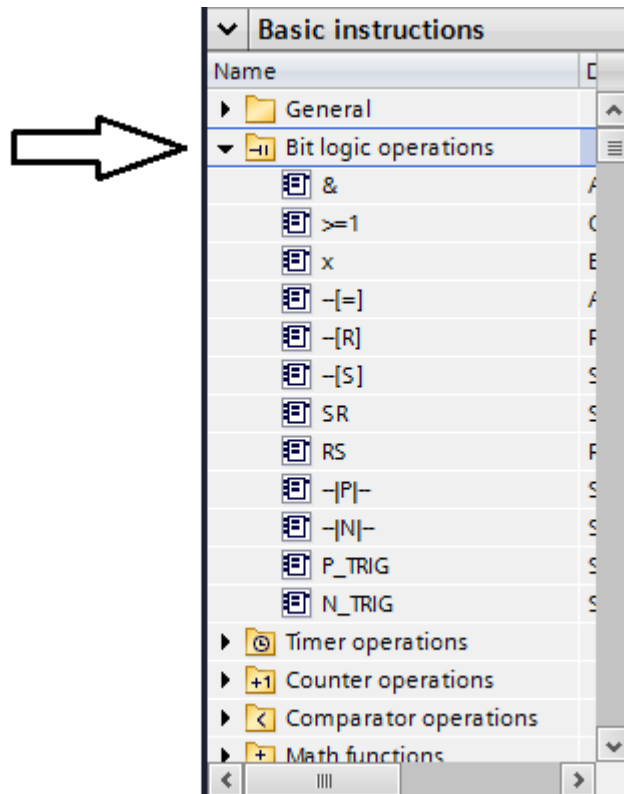 Basic instructions
Name
General
Bit logic operations
&
>=1
x
-[=]
-[R]
-[S]
SR
RS
-|P|-
-|N|-
P_TRIG
N_TRIG
Timer operations
+1 Counter operations
Comparator operations
Math functions